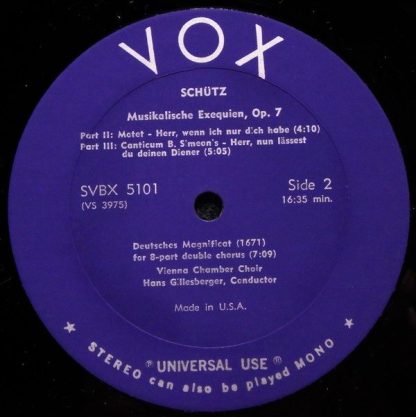 VOX
SCHÜTZ
Musikalische Exequien, Op. 7
Part II: Motet - Herr, wenn ich nur dich habe (4:10)
Part III: Canticum B. Simeon's - Herr, nun lässest
du deinen Diener (5:05)
SVBX 5101
(VS 3975)
Side 2
16:35 min.
Deutsches Magnificat (1671)
for 8-part double chorus (7:09)
Vienna Chamber Choir
Hans Gillesberger, Conductor
Made in U.S.A.
"UNIVERSAL USE" ®
★ STEREO can also be played MONO ★